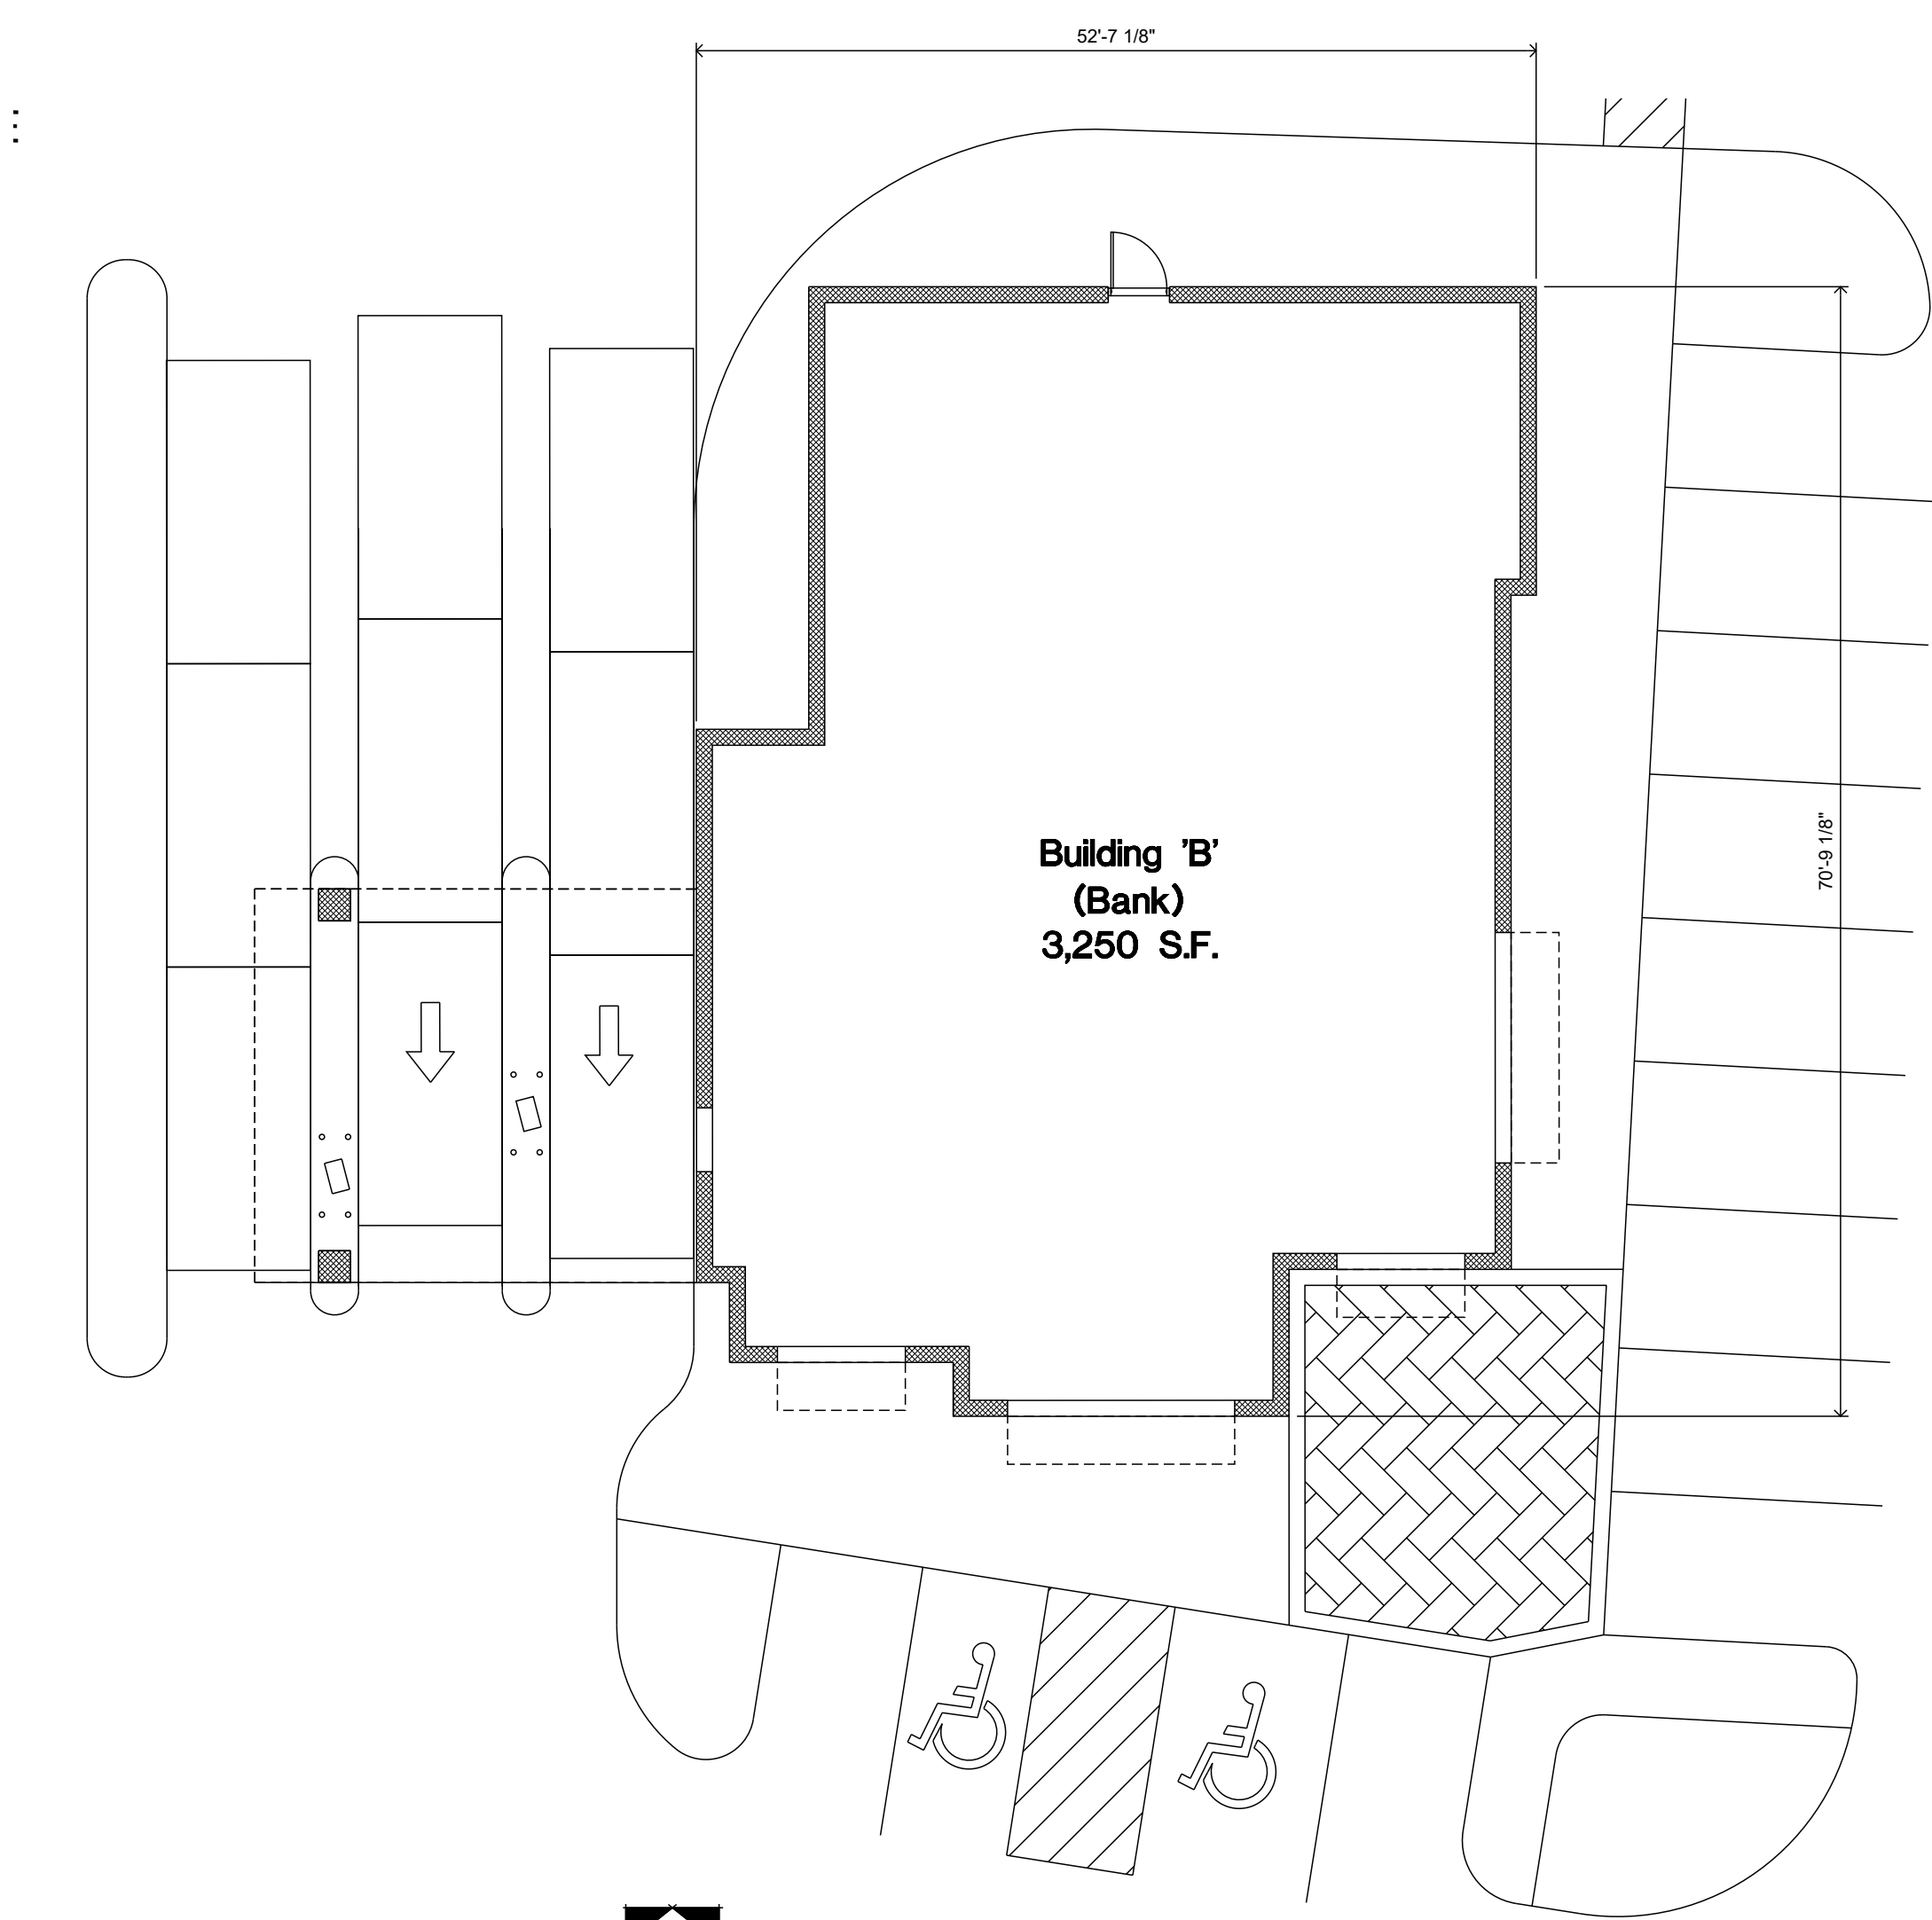 52'-7 1/8"
Building 'B'
(Bank)
3,250 S.F.
70'-9 1/8"